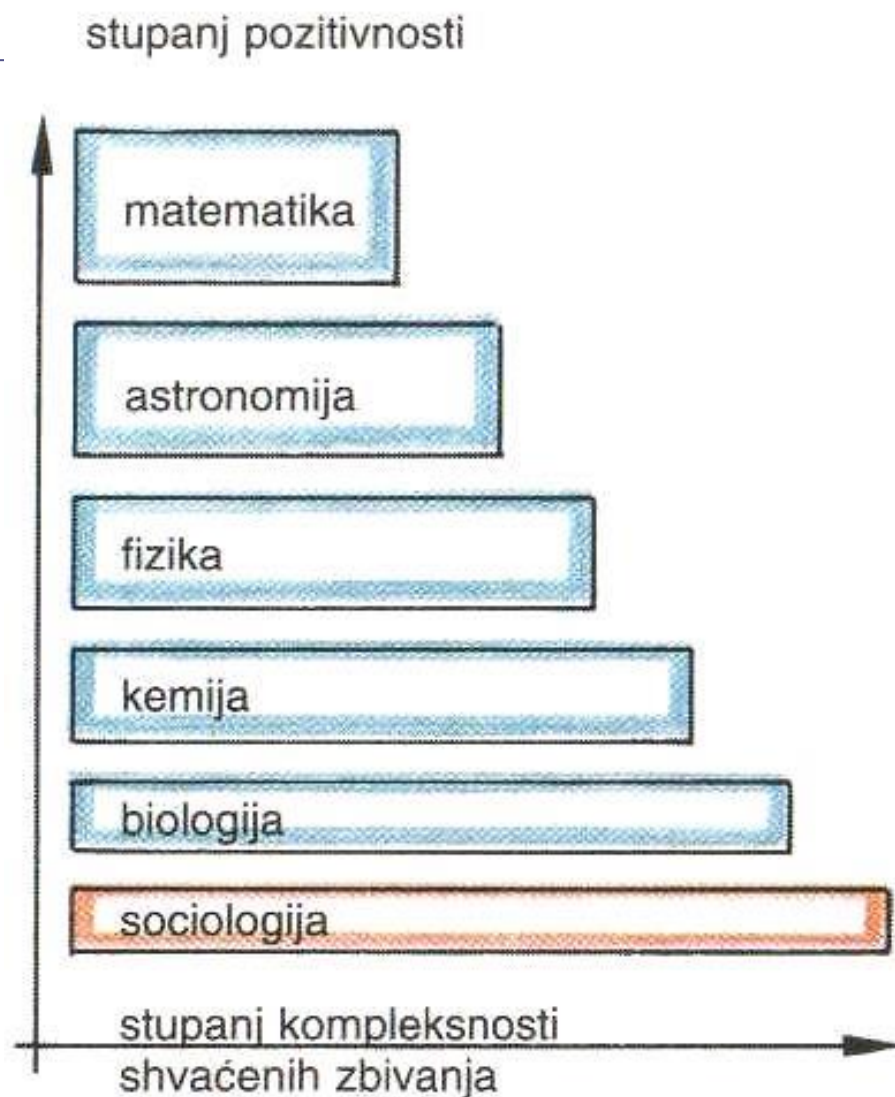 stupanj pozitivnosti
matematika
astronomija
fizika
kemija
biologija
sociologija
stupanj kompleksnosti
shvaćenih zbivanja